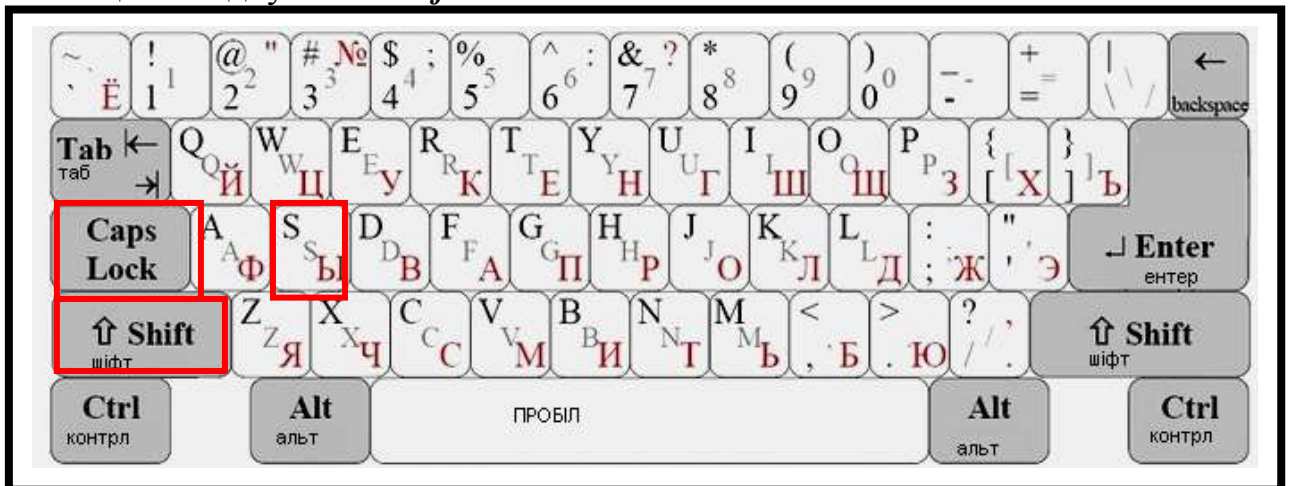 ~ ` Ё ! 1 1 @ " 2 2 # № 3 3 $ ; 4 4 % 5 5 ^ : 6 6 & ? 7 7 * 8 8 ( 9 9 ) 0 0 _ - - + = = | \ \ / ← backspace
Tab таб Q Q Й W W Ц E E У R R К T T Е Y Y Н U U Г I I Ш O O Щ P P З { [ [ Х } ] ] Ъ
Caps Lock A A Ф S S Ы D D В F F А G G П H H Р J J О K K Л L L Д : ; Ж " ' ' Э ↵ Enter ентер
⇧ Shift шіфт Z Z Я X X Ч C C С V V М B B И N N Т M M Ь < , Б > . Ю ? / / , . ⇧ Shift шіфт
Ctrl контрл Alt альт ПРОБІЛ Alt альт Ctrl контрл